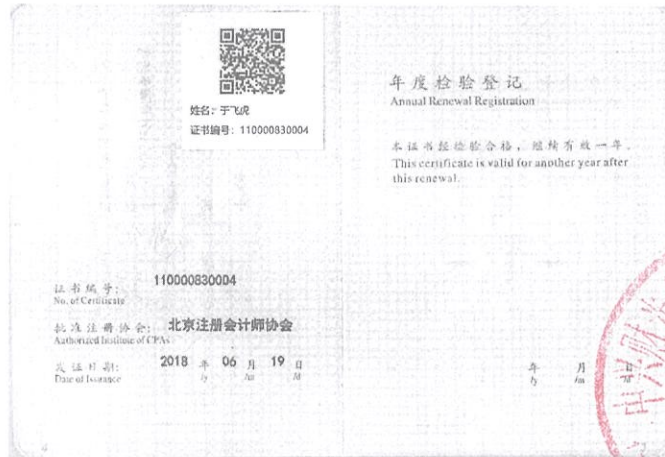 姓名：于飞虎
证书编号：110000830004
证书编号： 110000830004
No. of Certificate
批准注册协会： 北京注册会计师协会
Authorized Institute of CPAs
发证日期： 2018 年 06 月 19 日
Date of Issuance /y /m /d
年度检验登记
Annual Renewal Registration
本证书经检验合格，继续有效一年。
This certificate is valid for another year after
this renewal.
年 月 日
/y /m /d
中兴财